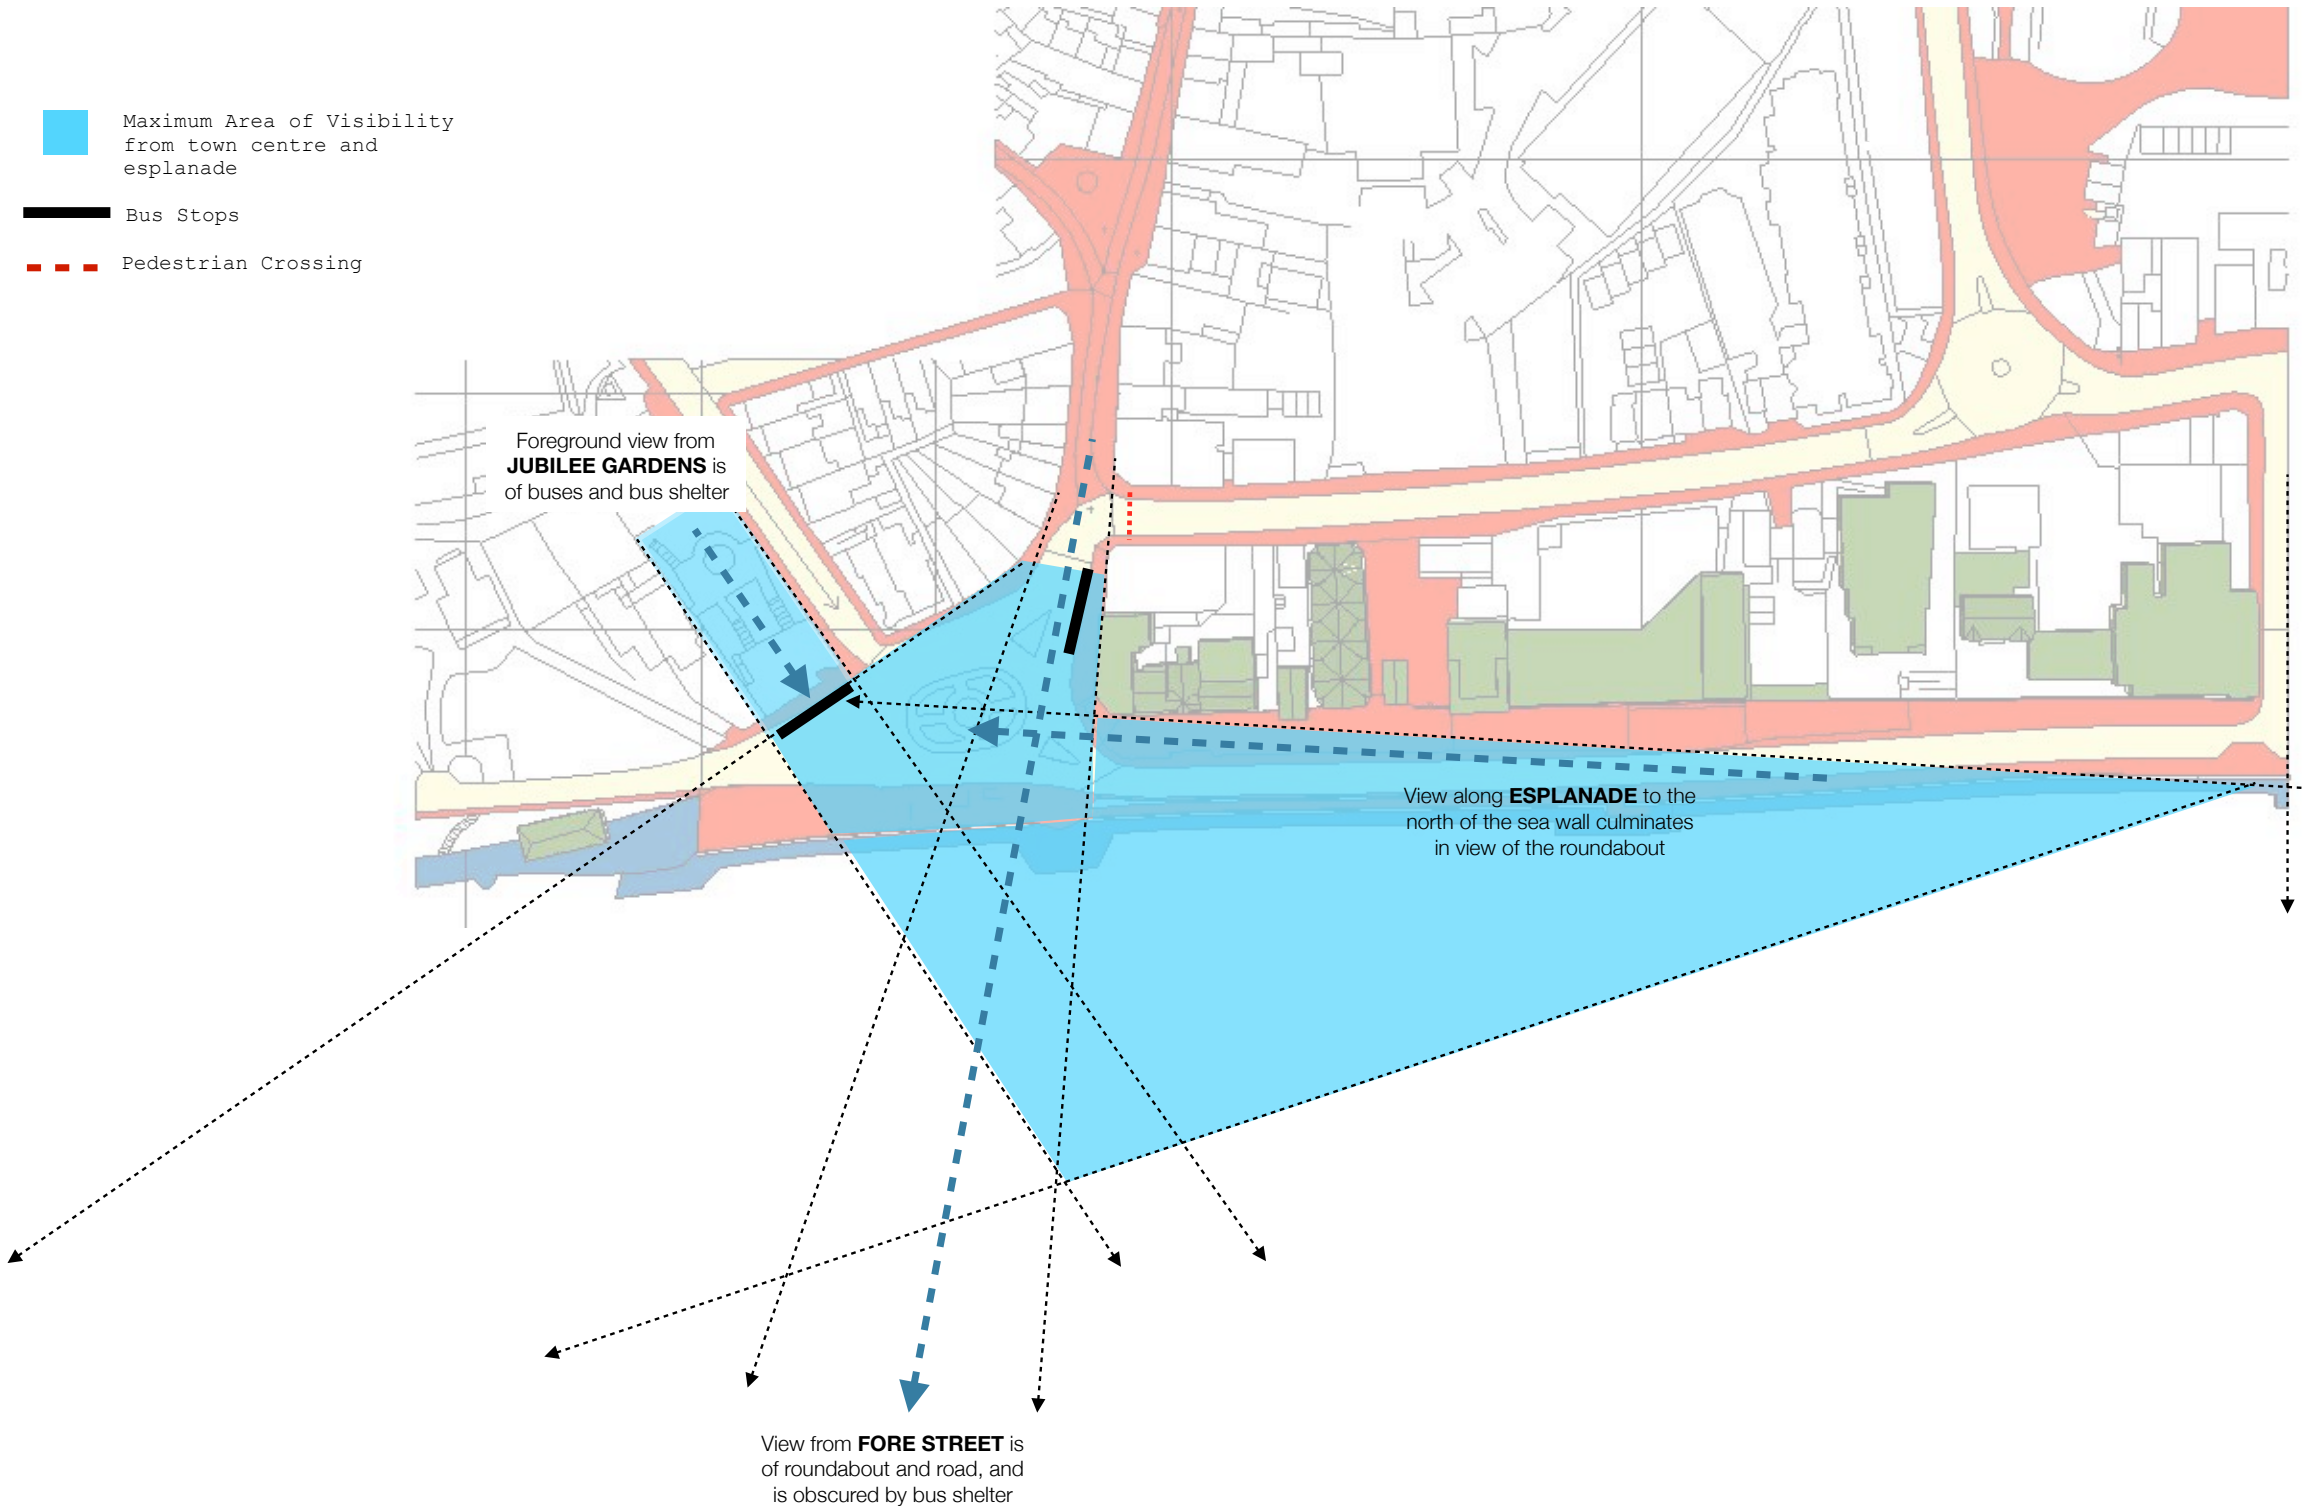 Maximum Area of Visibility
from town centre and
esplanade
Bus Stops
Pedestrian Crossing
Foreground view from
JUBILEE GARDENS is
of buses and bus shelter
View along ESPLANADE to the
north of the sea wall culminates
in view of the roundabout
View from FORE STREET is
of roundabout and road, and
is obscured by bus shelter